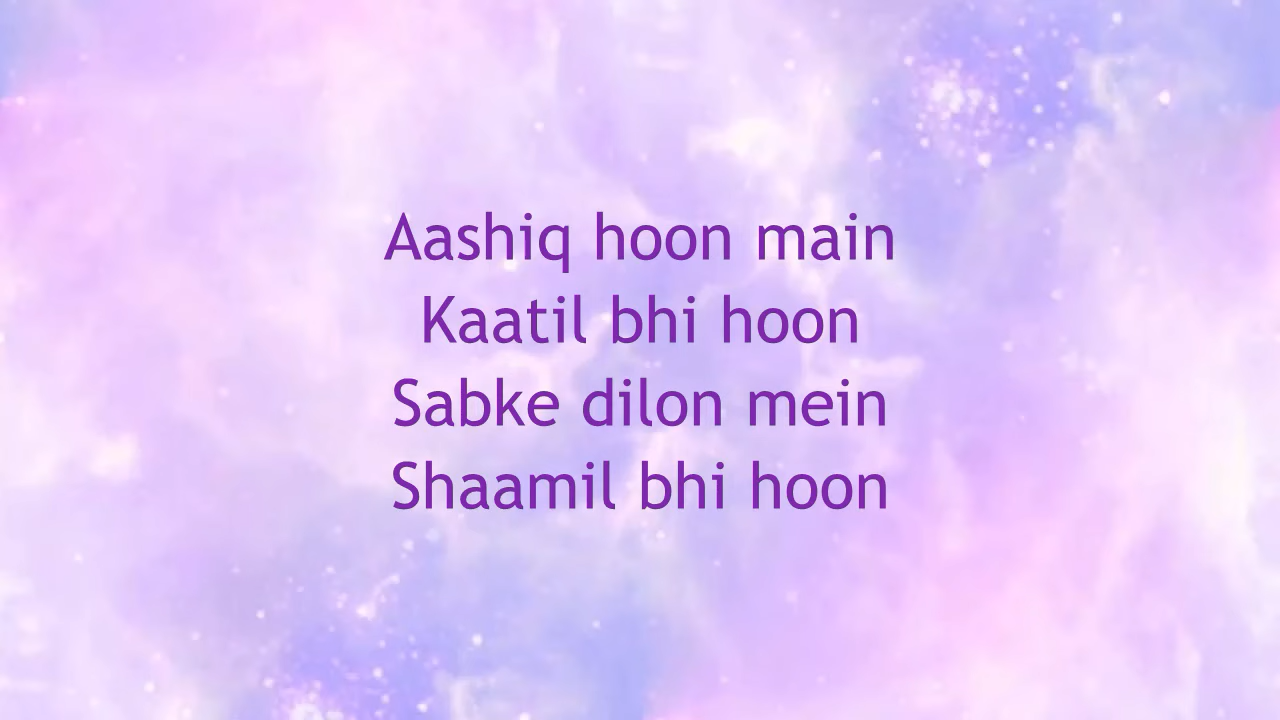 Aashiq hoon main
Kaatil bhi hoon
Sabke dilon mein
Shaamil bhi hoon